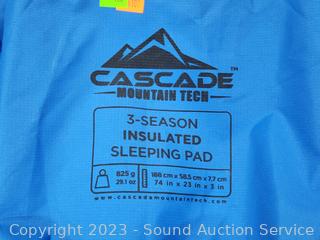 CASCADE™
MOUNTAIN TECH
3-SEASON
INSULATED
SLEEPING PAD
825 g
29.1 oz
188 cm x 58.5 cm x 7.7 cm
74 in x 23 in x 3 in
www.cascademountaintech.com
Copyright 2023 - Sound Auction Service